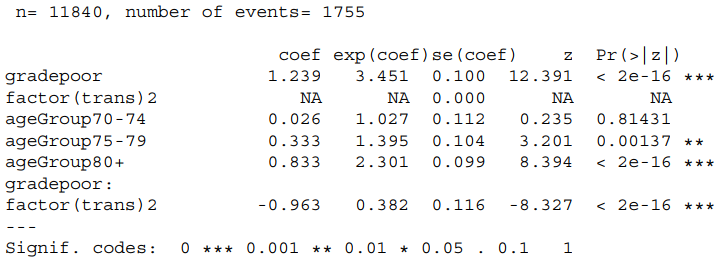 n= 11840, number of events= 1755
coef exp(coef) se(coef) z Pr(>|z|)
gradepoor 1.239 3.451 0.100 12.391 < 2e-16 ***
factor(trans)2 NA NA 0.000 NA NA
ageGroup70-74 0.026 1.027 0.112 0.235 0.81431
ageGroup75-79 0.333 1.395 0.104 3.201 0.00137 **
ageGroup80+ 0.833 2.301 0.099 8.394 < 2e-16 ***
gradepoor:
factor(trans)2 -0.963 0.382 0.116 -8.327 < 2e-16 ***
---
Signif. codes: 0 *** 0.001 ** 0.01 * 0.05 . 0.1 1